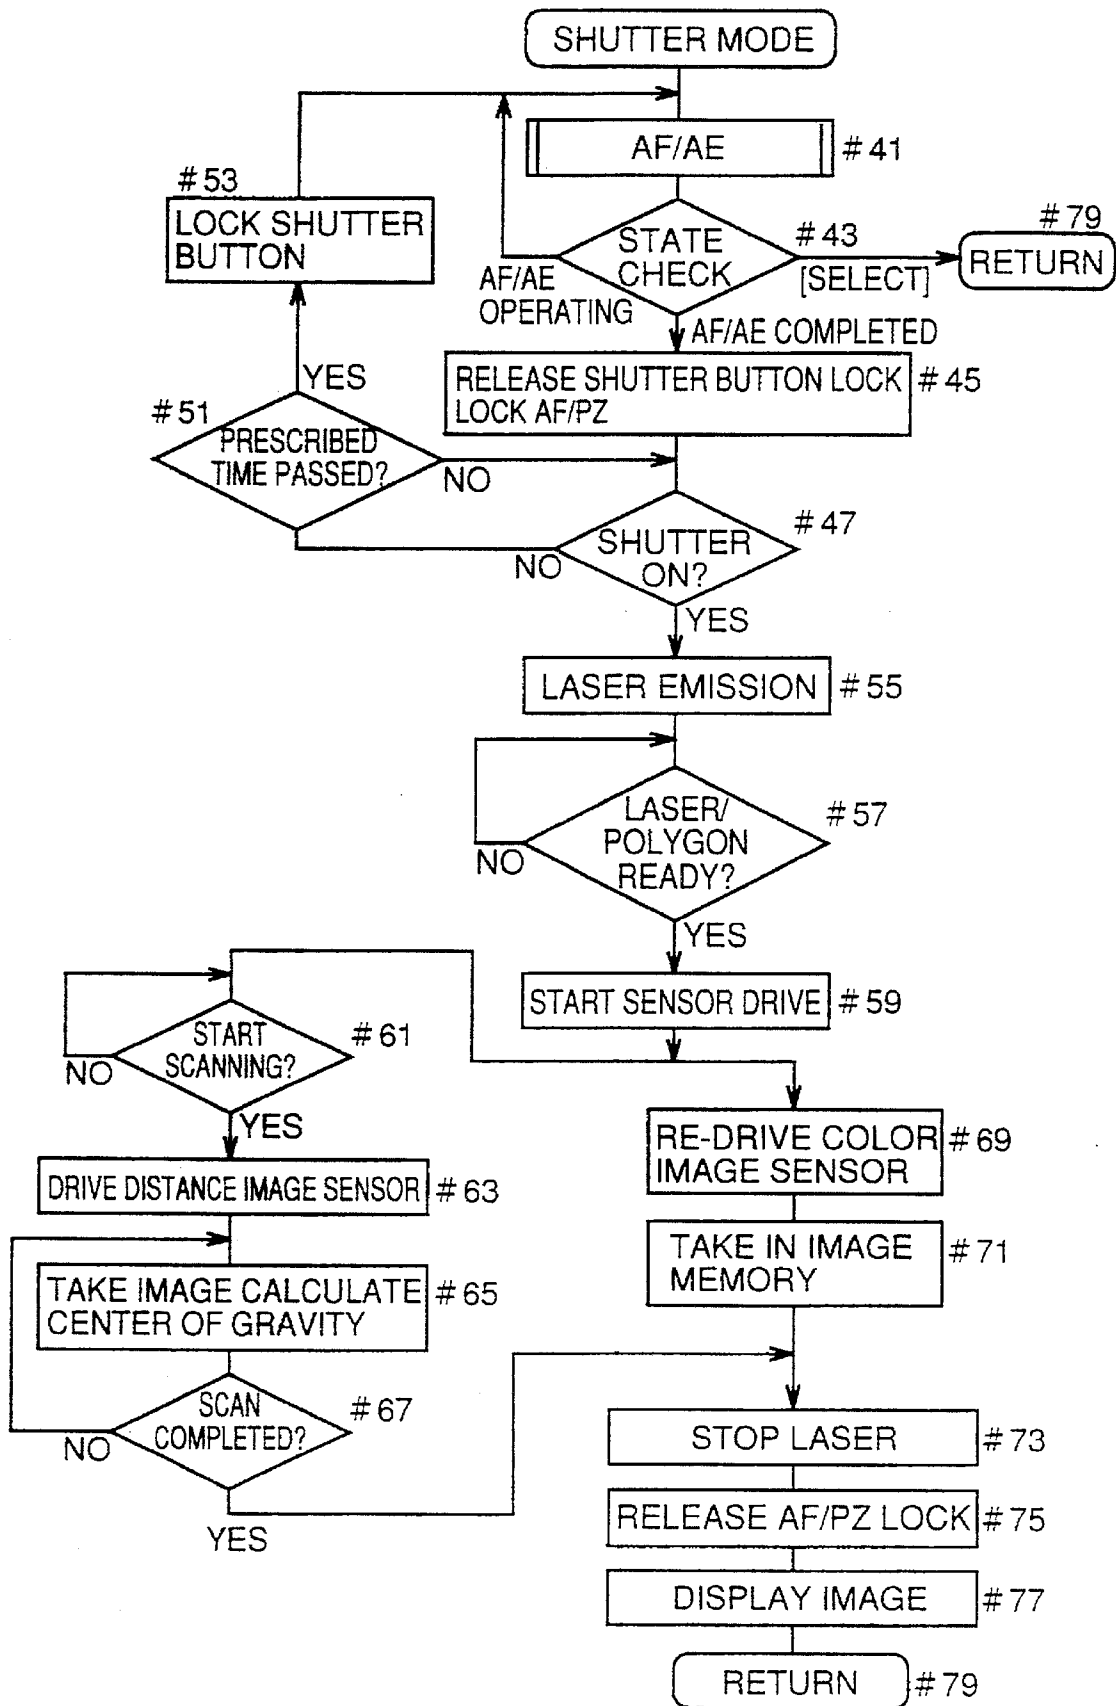 SHUTTER MODE
AF/AE
#41
#53
LOCK SHUTTER
BUTTON
STATE
CHECK
#43
[SELECT]
#79
RETURN
AF/AE
OPERATING
AF/AE COMPLETED
RELEASE SHUTTER BUTTON LOCK
LOCK AF/PZ
#45
YES
#51
PRESCRIBED
TIME PASSED?
NO
SHUTTER
ON?
#47
NO
YES
LASER EMISSION
#55
LASER/
POLYGON
READY?
#57
NO
YES
START SENSOR DRIVE
#59
START
SCANNING?
#61
NO
YES
DRIVE DISTANCE IMAGE SENSOR
#63
TAKE IMAGE CALCULATE
CENTER OF GRAVITY
#65
SCAN
COMPLETED?
#67
NO
YES
RE-DRIVE COLOR
IMAGE SENSOR
#69
TAKE IN IMAGE
MEMORY
#71
STOP LASER
#73
RELEASE AF/PZ LOCK
#75
DISPLAY IMAGE
#77
RETURN
#79